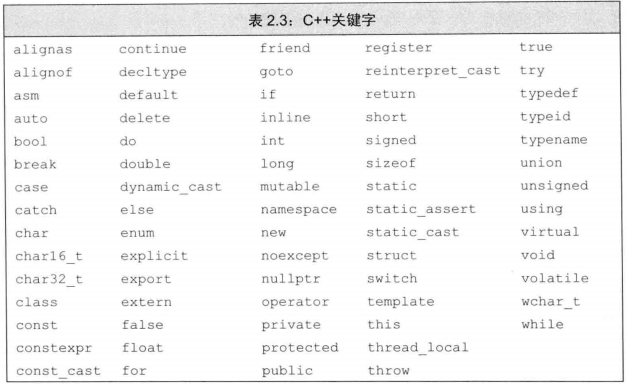 表 2.3：C++关键字
alignas continue friend register true
alignof decltype goto reinterpret_cast try
asm default if return typedef
auto delete inline short typeid
bool do int signed typename
break double long sizeof union
case dynamic_cast mutable static unsigned
catch else namespace static_assert using
char enum new static_cast virtual
char16_t explicit noexcept struct void
char32_t export nullptr switch volatile
class extern operator template wchar_t
const false private this while
constexpr float protected thread_local
const_cast for public throw